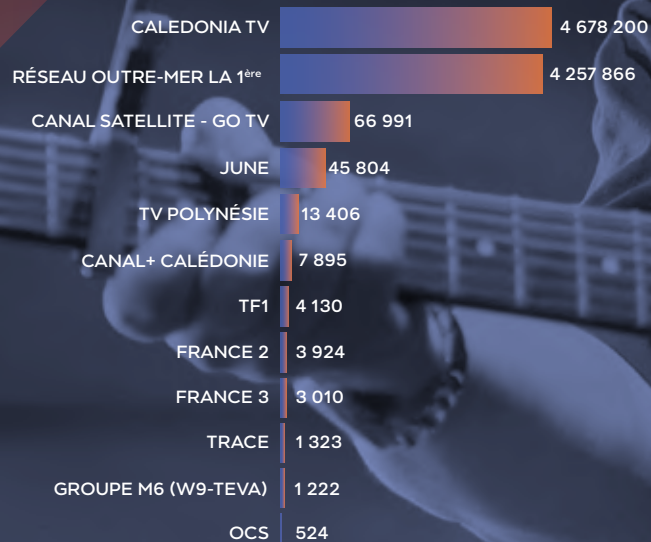 CALEDONIA TV 4 678 200
RÉSEAU OUTRE-MER LA 1ère 4 257 866
CANAL SATELLITE - GO TV 66 991
JUNE 45 804
TV POLYNÉSIE 13 406
CANAL+ CALÉDONIE 7 895
TF1 4 130
FRANCE 2 3 924
FRANCE 3 3 010
TRACE 1 323
GROUPE M6 (W9-TEVA) 1 222
OCS 524